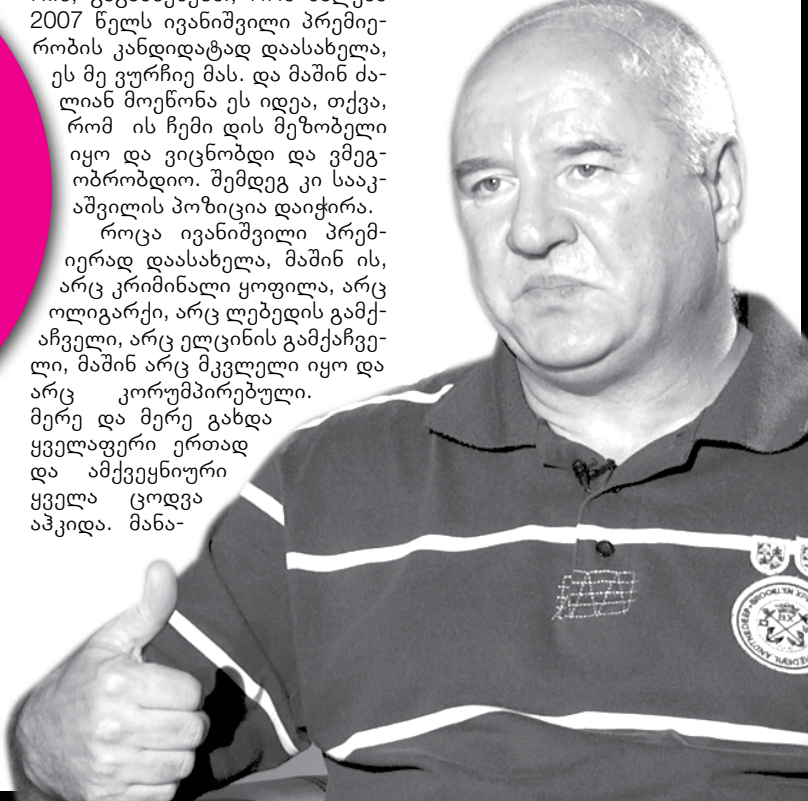 2007 წელს ივანიშვილი პრემიე-
რობის კანდიდატად დაასახელა,
ეს მე ვურჩიე მას. და მაშინ ძა-
ლიან მოეწონა ეს იდეა, თქვა,
რომ ის ჩემი დის მეზობელი
იყო და ვიცნობდი და ვმეგ-
ობრობდიო. შემდეგ კი სააკ-
აშვილის პოზიცია დაიჭირა.
როცა ივანიშვილი პრემ-
იერად დაასახელა, მაშინ ის,
არც კრიმინალი ყოფილა, არც
ოლიგარქი, არც ლებედის გამქ-
აჩველი, არც ელცინის გამქაჩვე-
ლი, მაშინ არც მკვლელი იყო და
არც კორუმპირებული.
მერე და მერე გახდა
ყველაფერი ერთად
და ამქვეყნიური
ყველა ცოდვა
აჰკიდა. მანა-
BROOKLYN